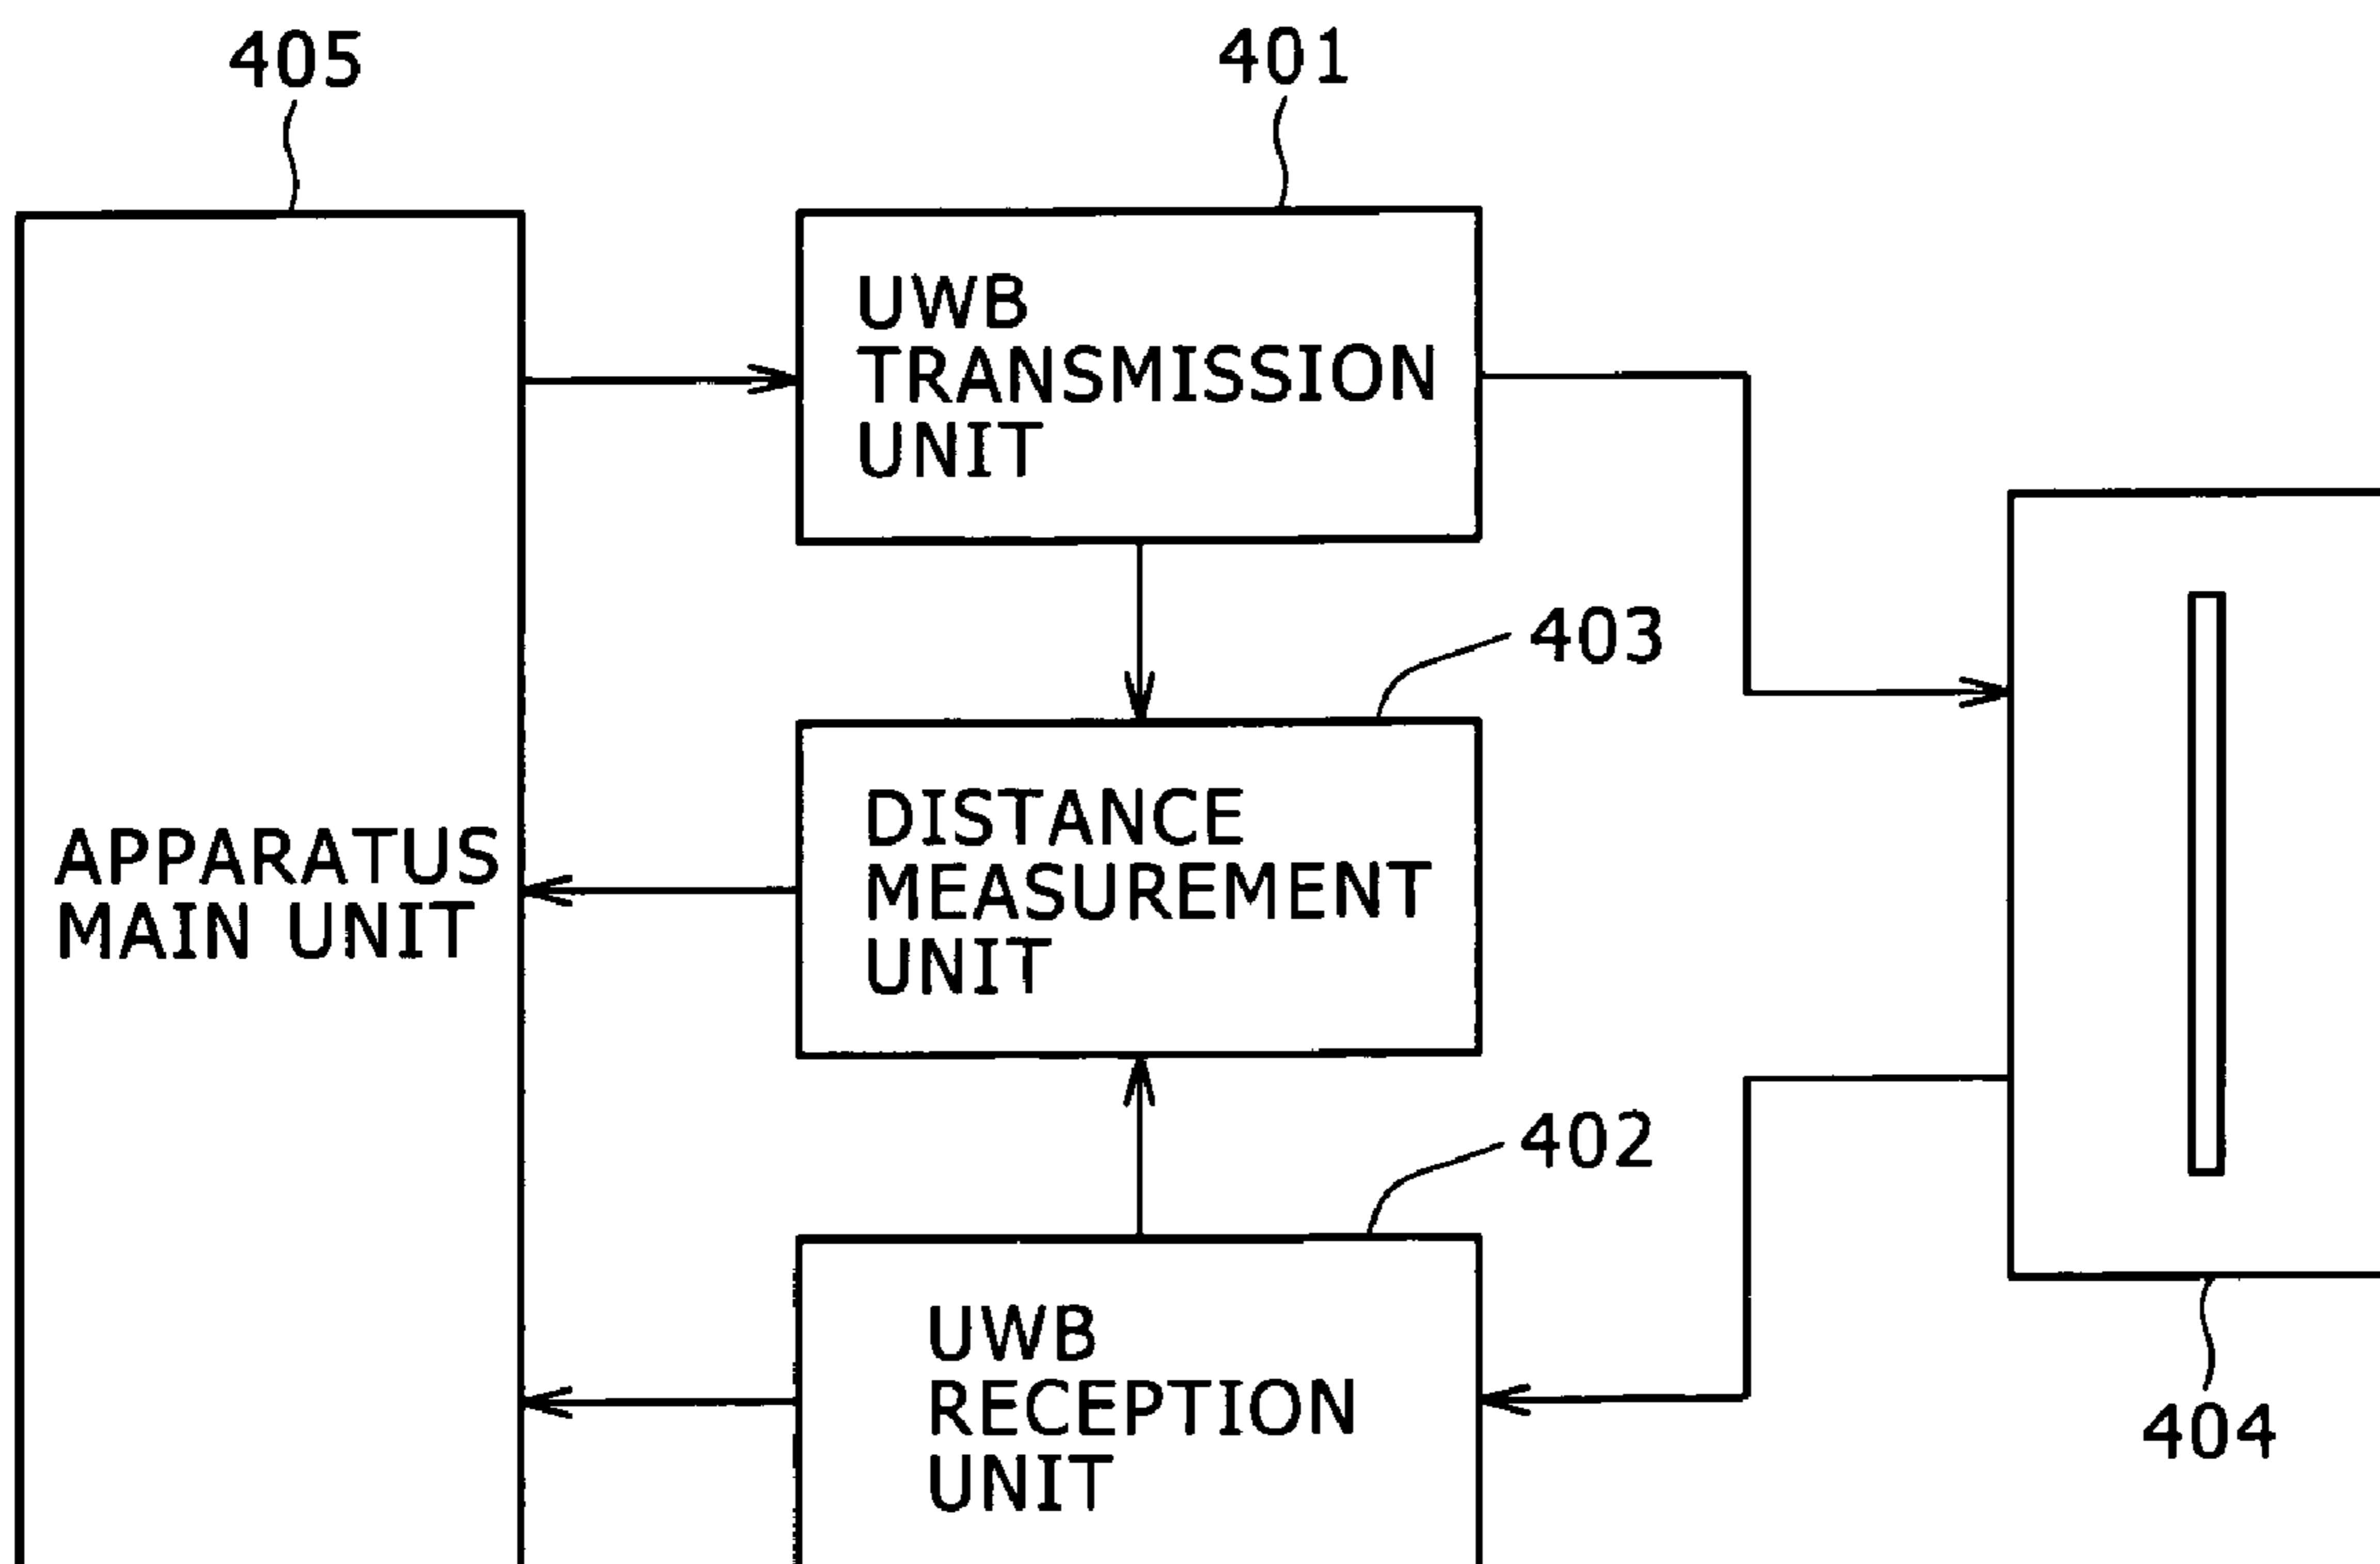 405
401
UWB
TRANSMISSION
UNIT
403
DISTANCE
MEASUREMENT
UNIT
APPARATUS
MAIN UNIT
402
UWB
RECEPTION
UNIT
404